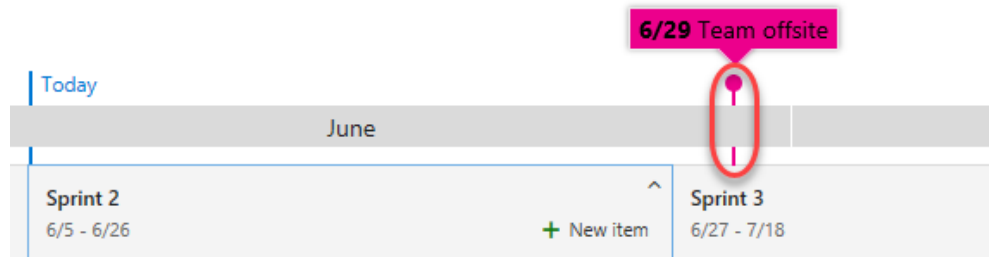 6/29 Team offsite
Today
June
Sprint 2
6/5 - 6/26
+ New item
Sprint 3
6/27 - 7/18